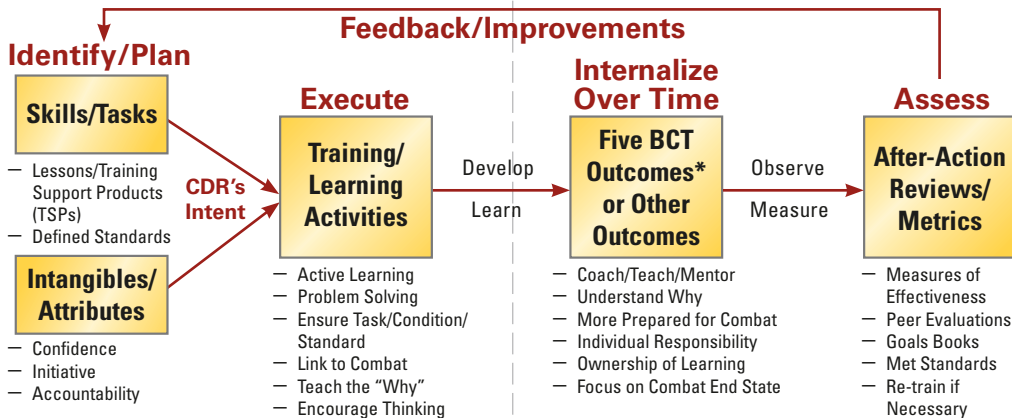 Feedback/Improvements
Identify/Plan
Skills/Tasks
— Lessons/Training
Support Products
(TSPs)
— Defined Standards
Intangibles/
Attributes
— Confidence
— Initiative
— Accountability
CDR's
Intent
Execute
Training/
Learning
Activities
— Active Learning
— Problem Solving
— Ensure Task/Condition/
Standard
— Link to Combat
— Teach the “Why”
— Encourage Thinking
Develop
Learn
Internalize
Over Time
Five BCT
Outcomes*
or Other
Outcomes
— Coach/Teach/Mentor
— Understand Why
— More Prepared for Combat
— Individual Responsibility
— Ownership of Learning
— Focus on Combat End State
Observe
Measure
Assess
After-Action
Reviews/
Metrics
— Measures of
Effectiveness
— Peer Evaluations
— Goals Books
— Met Standards
— Re-train if
Necessary